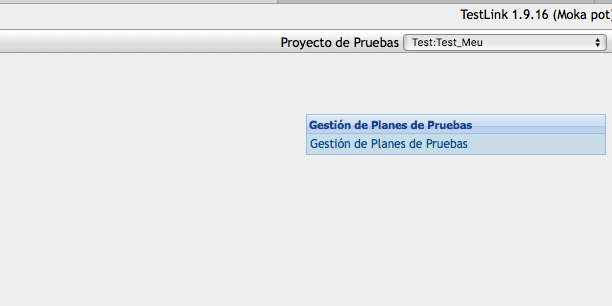 TestLink 1.9.16 (Moka pot)
Proyecto de Pruebas Test:Test_Meu
Gestión de Planes de Pruebas
Gestión de Planes de Pruebas